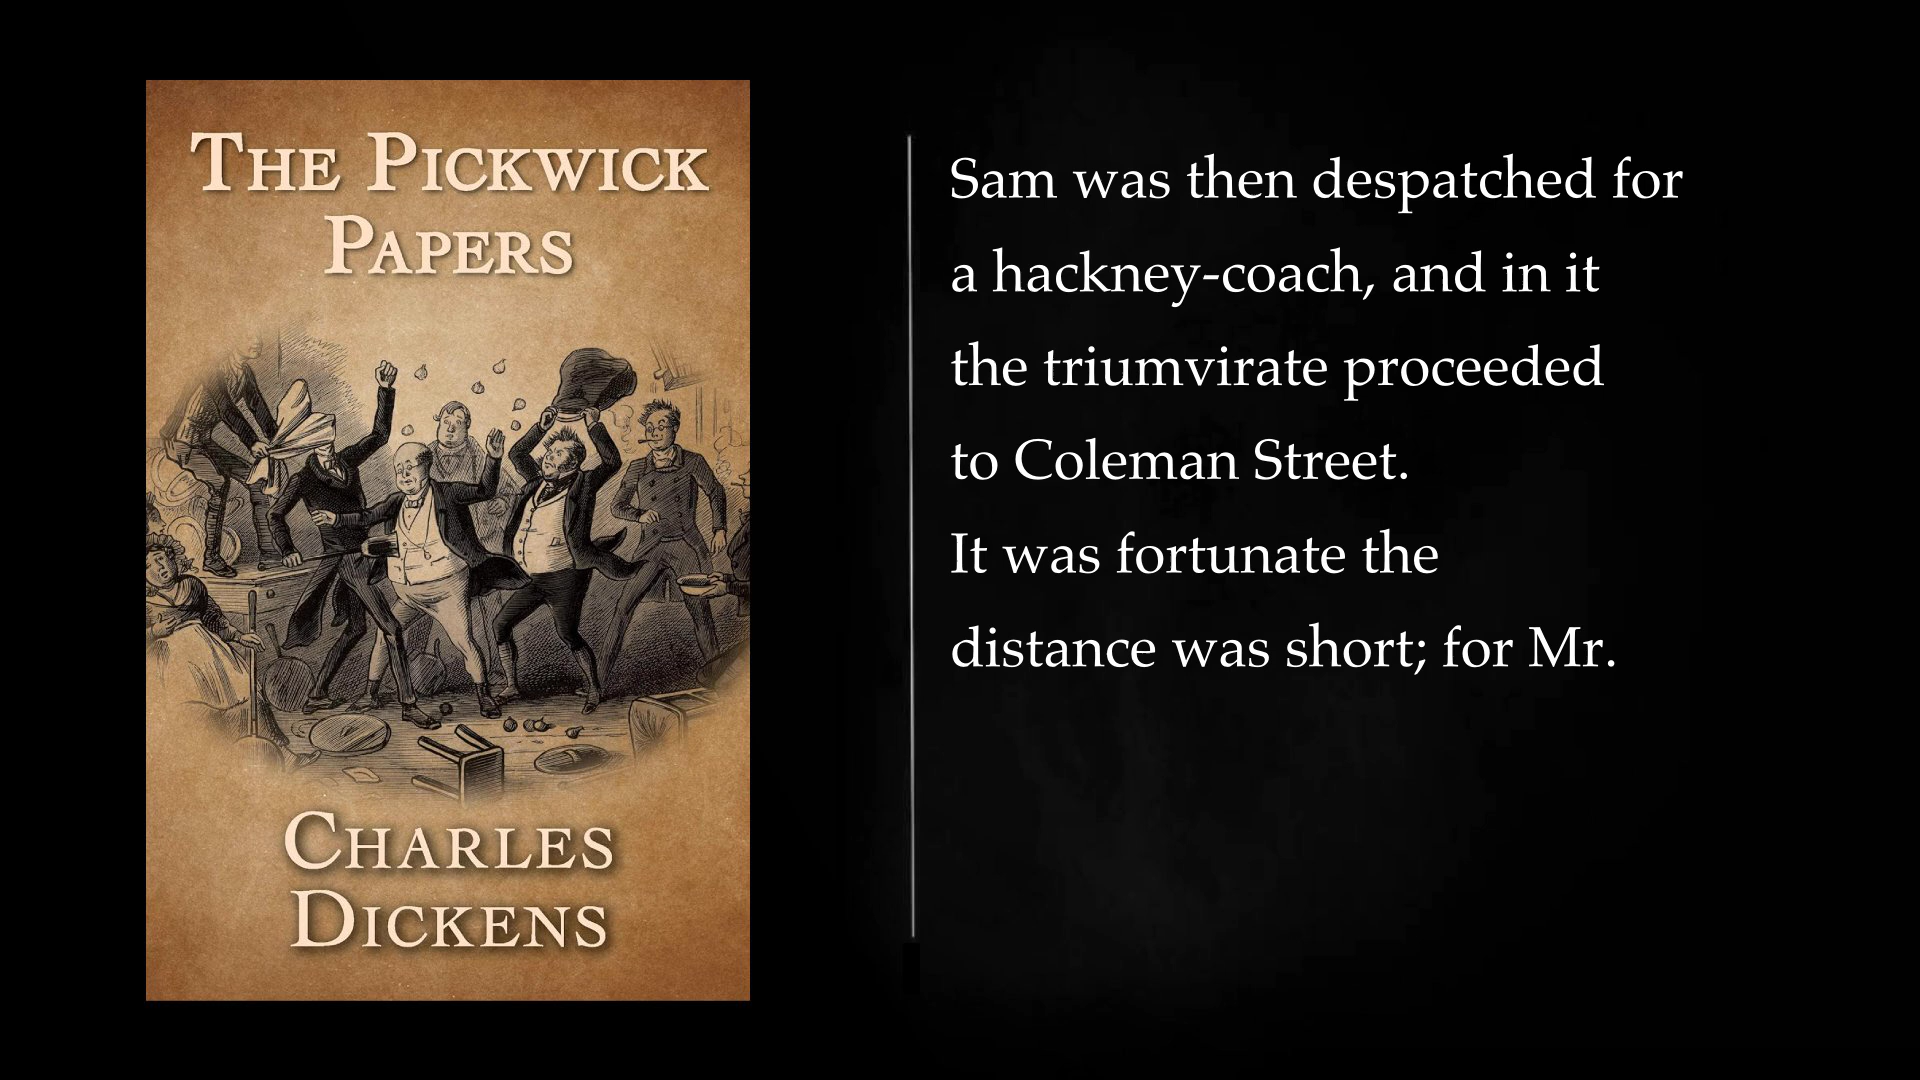 The Pickwick
Papers
Charles
Dickens
Sam was then despatched for
a hackney-coach, and in it
the triumvirate proceeded
to Coleman Street.
It was fortunate the
distance was short; for Mr.